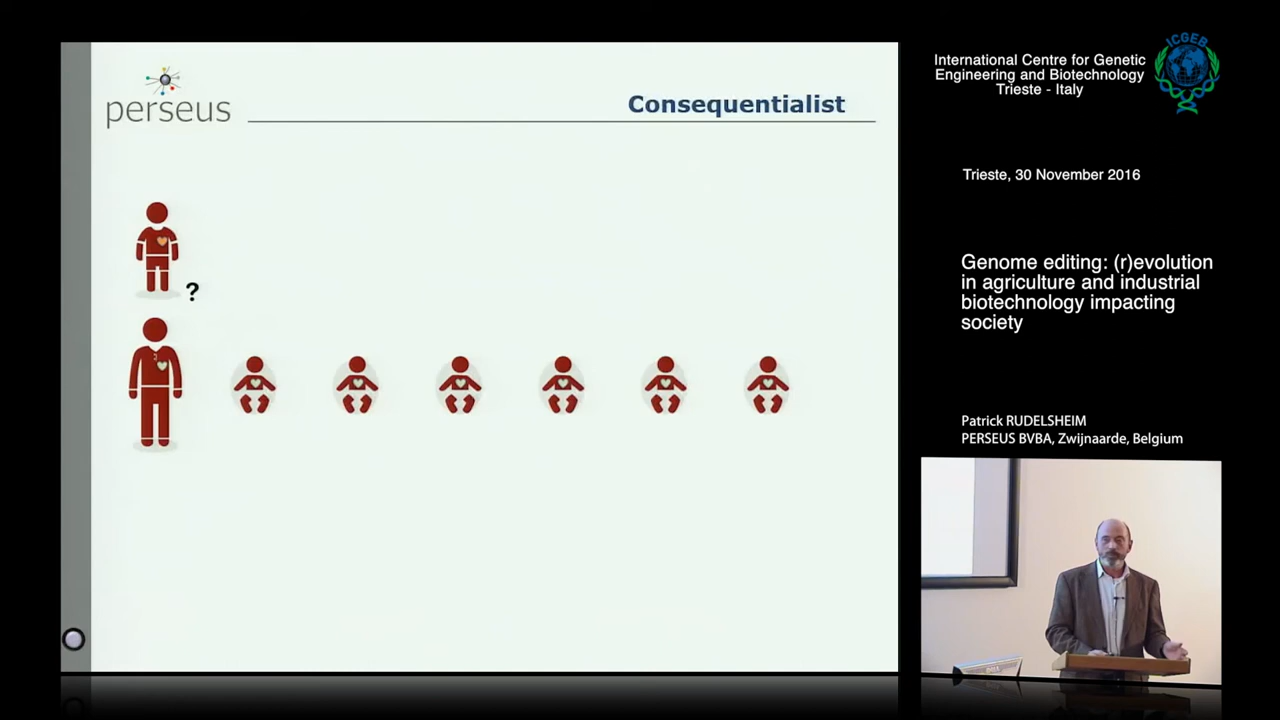 perseus
Consequentialist
?
International Centre for Genetic
Engineering and Biotechnology
Trieste - Italy
ICGEB
Trieste, 30 November 2016
Genome editing: (r)evolution
in agriculture and industrial
biotechnology impacting
society
Patrick RUDELSHEIM
PERSEUS BVBA, Zwijnaarde, Belgium